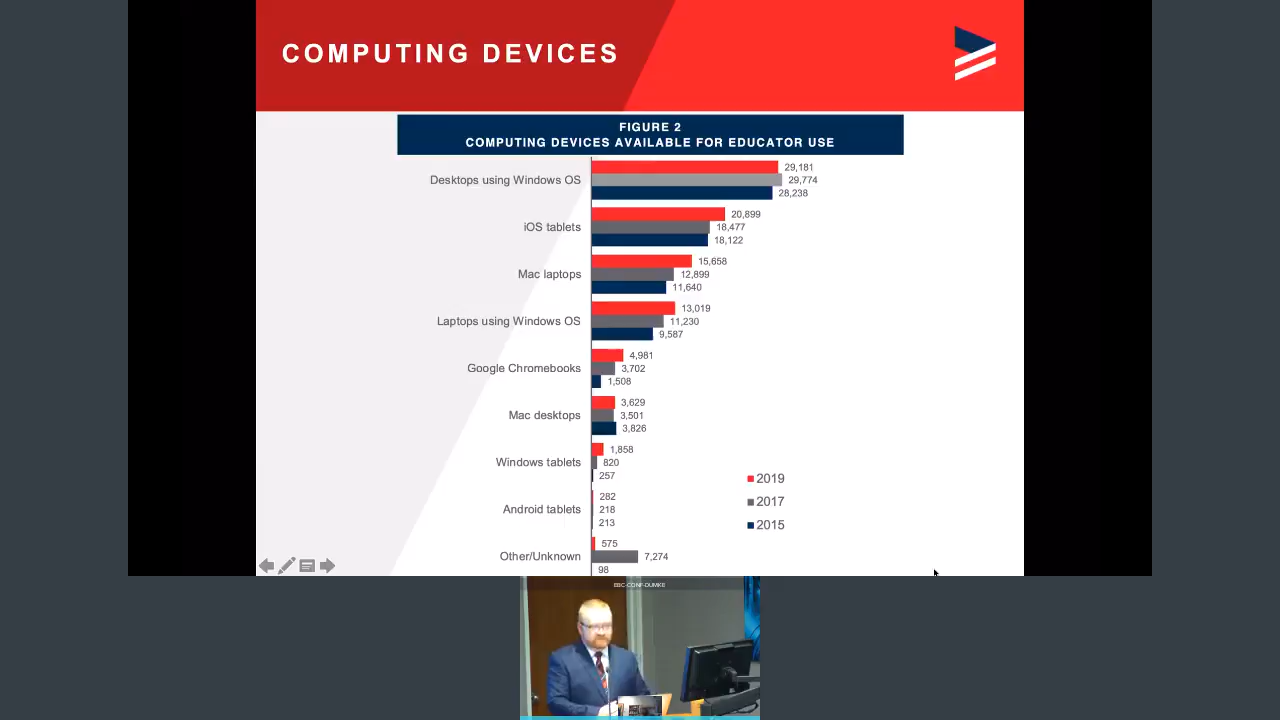 COMPUTING DEVICES
FIGURE 2
COMPUTING DEVICES AVAILABLE FOR EDUCATOR USE
Desktops using Windows OS
29,181
29,774
28,238
iOS tablets
20,899
18,477
18,122
Mac laptops
15,658
12,899
11,640
Laptops using Windows OS
13,019
11,230
9,587
Google Chromebooks
4,981
3,702
1,508
Mac desktops
3,629
3,501
3,826
Windows tablets
1,858
820
257
Android tablets
282
218
213
Other/Unknown
575
7,274
98
2019
2017
2015
EBC-CONF-DUMKE